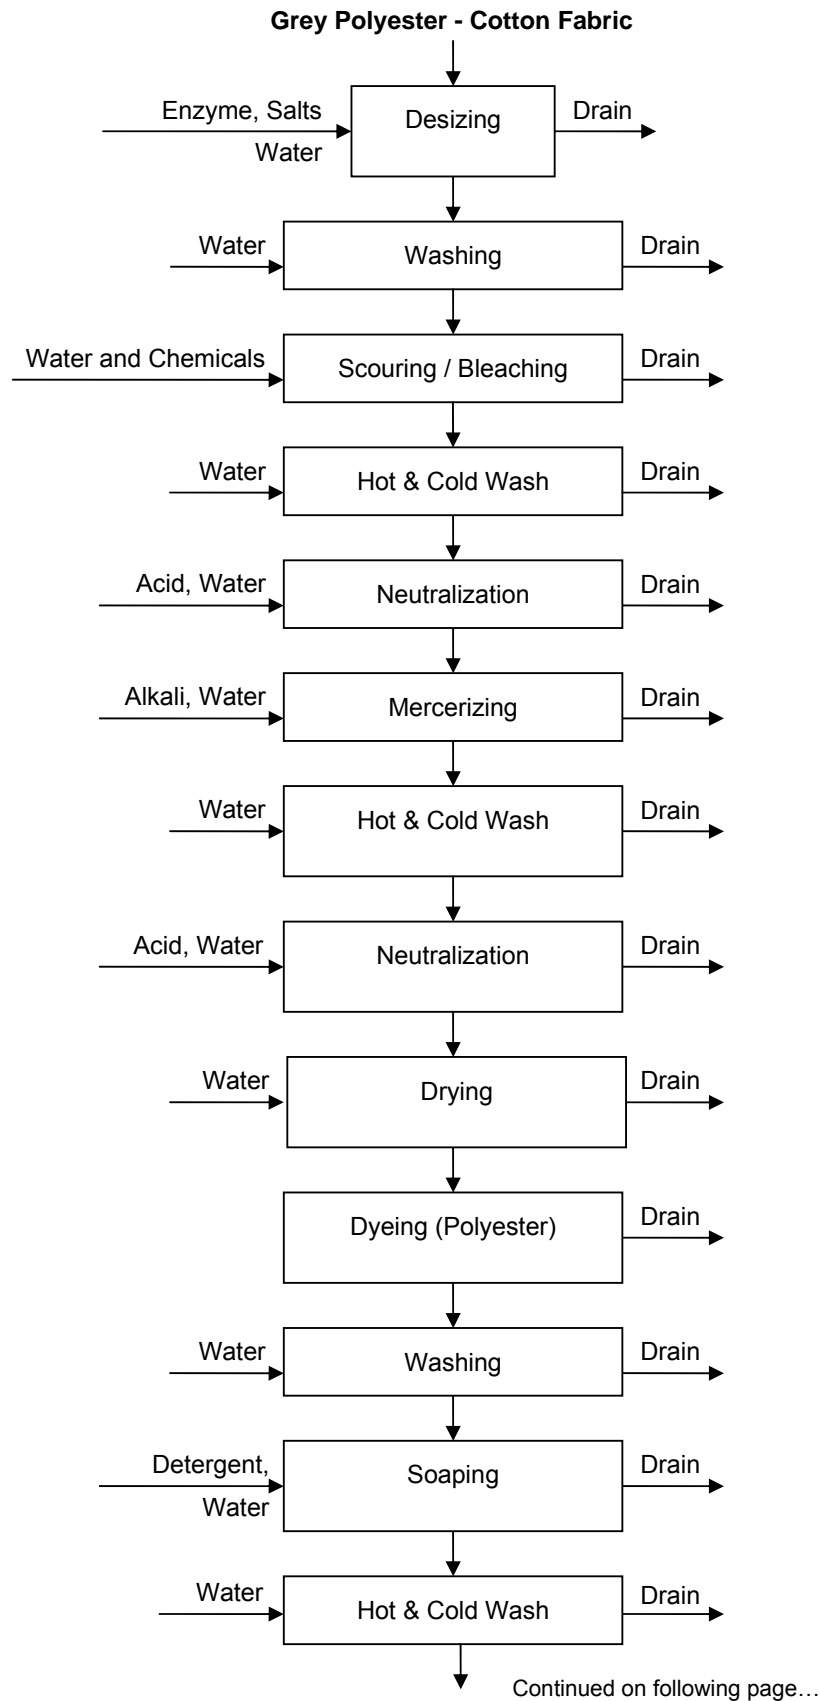 Grey Polyester - Cotton Fabric
Enzyme, Salts
Water
Desizing
Drain
Water
Washing
Drain
Water and Chemicals
Scouring / Bleaching
Drain
Water
Hot & Cold Wash
Drain
Acid, Water
Neutralization
Drain
Alkali, Water
Mercerizing
Drain
Water
Hot & Cold Wash
Drain
Acid, Water
Neutralization
Drain
Water
Drying
Drain
Dyeing (Polyester)
Drain
Water
Washing
Drain
Detergent,
Water
Soaping
Drain
Water
Hot & Cold Wash
Drain
Continued on following page…